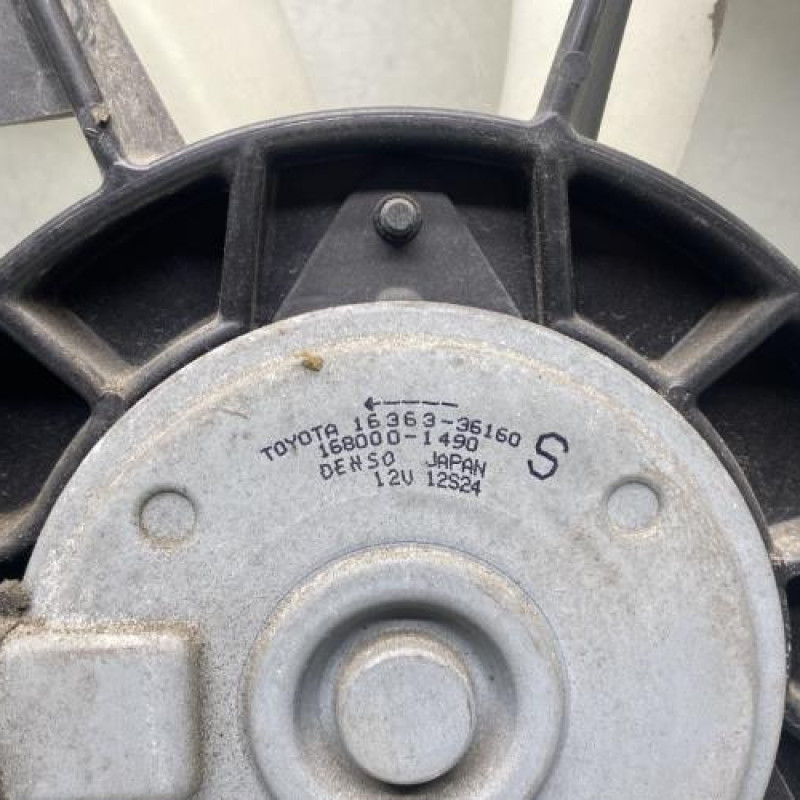 ←-----
TOYOTA 16363-36160
168000-1490
DENSO JAPAN
12V 12S24
S